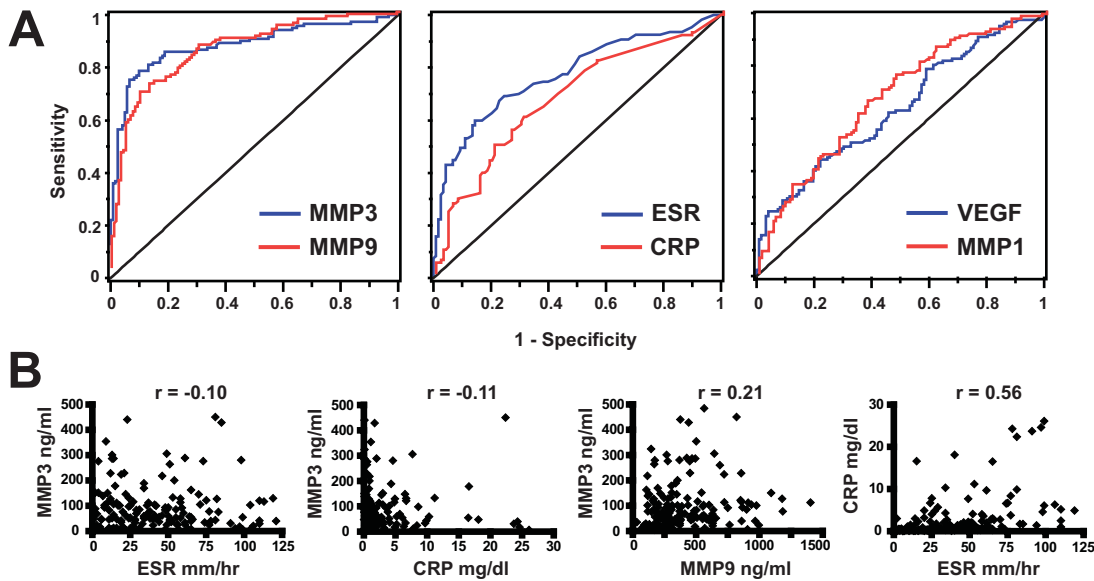 A
Sensitivity
1
0.8
0.6
0.4
0.2
0
MMP3
MMP9
0 0.2 0.4 0.6 0.8 1
ESR
CRP
0 0.2 0.4 0.6 0.8 1
VEGF
MMP1
0 0.2 0.4 0.6 0.8 1
1 - Specificity
B
r = -0.10
MMP3 ng/ml
500
400
300
200
100
0
0 25 50 75 100 125
ESR mm/hr
r = -0.11
MMP3 ng/ml
500
400
300
200
100
0
0 5 10 15 20 25 30
CRP mg/dl
r = 0.21
MMP3 ng/ml
500
400
300
200
100
0
0 500 1000 1500
MMP9 ng/ml
r = 0.56
CRP mg/dl
30
20
10
0
0 25 50 75 100 125
ESR mm/hr